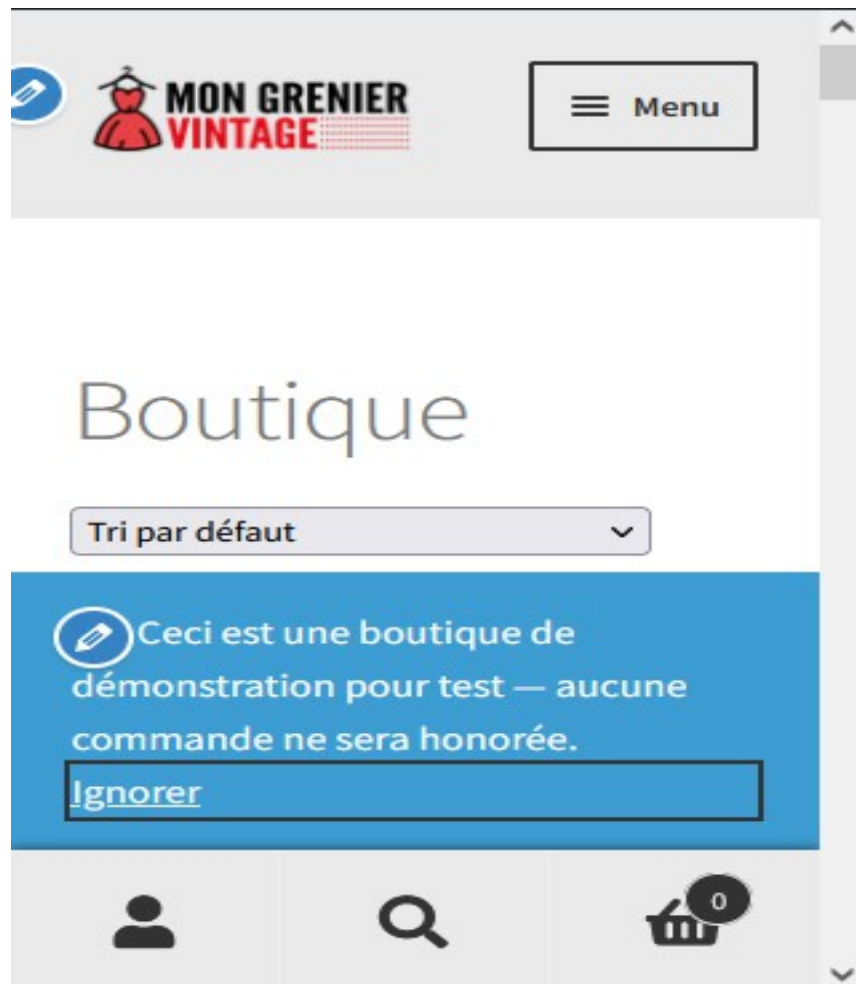 MON GRENIER
VINTAGE
Menu
Boutique
Tri par défaut
Ceci est une boutique de
démonstration pour test — aucune
commande ne sera honorée.
Ignorer
0